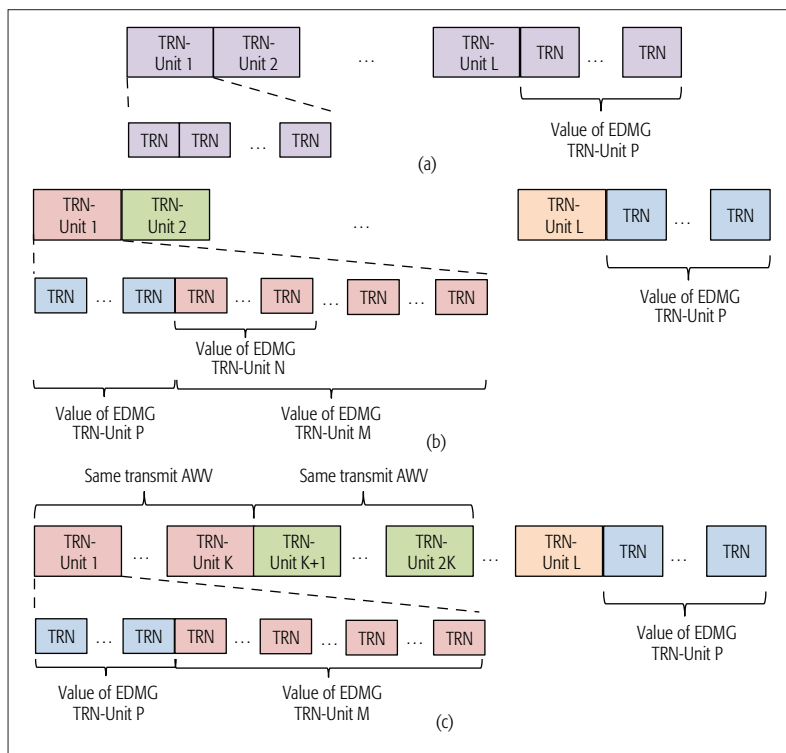 TRN-
Unit 1
TRN-
Unit 2
...
TRN-
Unit L
TRN
...
TRN
TRN
TRN
...
TRN
Value of EDMG
TRN-Unit P
(a)
TRN-
Unit 1
TRN-
Unit 2
...
TRN-
Unit L
TRN
...
TRN
TRN
...
TRN
TRN
...
TRN
...
TRN
...
TRN
Value of EDMG
TRN-Unit P
Value of EDMG
TRN-Unit N
Value of EDMG
TRN-Unit P
Value of EDMG
TRN-Unit M
(b)
Same transmit AWV
Same transmit AWV
TRN-
Unit 1
...
TRN-
Unit K
TRN-
Unit K+1
...
TRN-
Unit 2K
...
TRN-
Unit L
TRN
...
TRN
TRN
...
TRN
TRN
...
TRN
...
TRN
...
TRN
Value of EDMG
TRN-Unit P
Value of EDMG
TRN-Unit P
Value of EDMG
TRN-Unit M
(c)